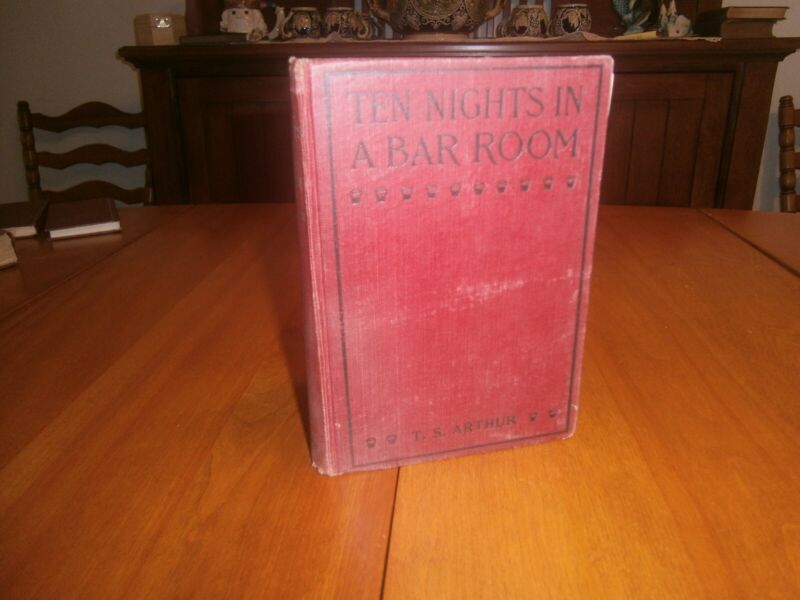 TEN NIGHTS IN
A BAR ROOM
T. S. ARTHUR